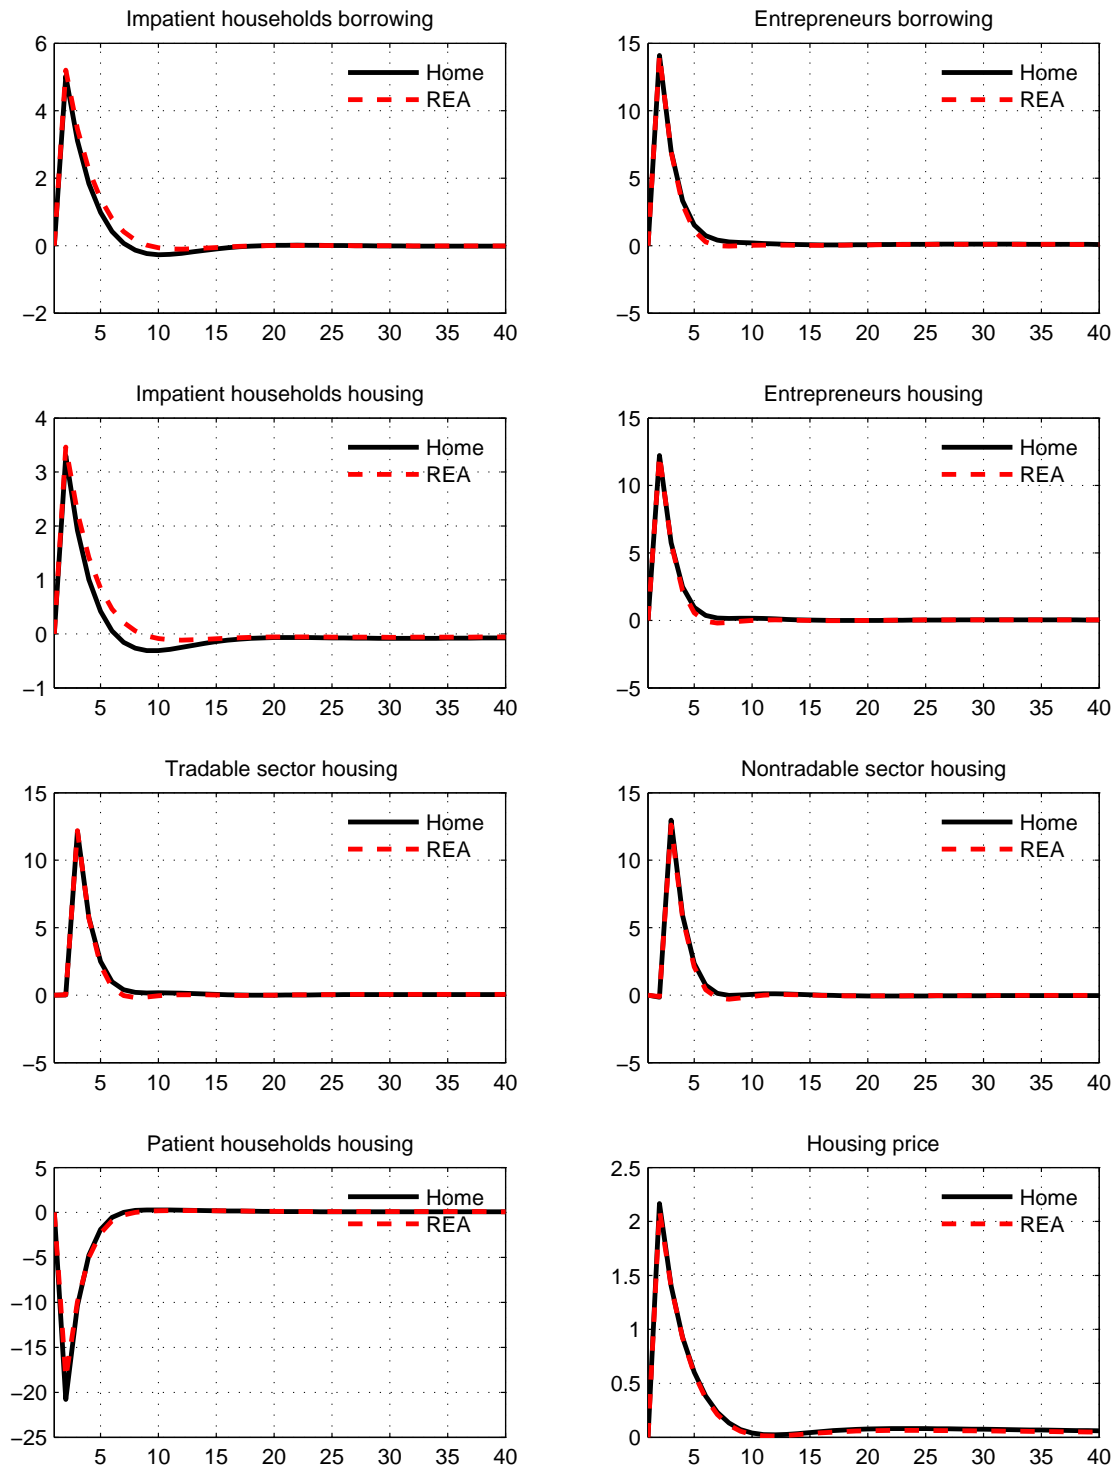 Impatient households borrowing
6
4
2
0
−2
5 10 15 20 25 30 35 40
Home
REA
Entrepreneurs borrowing
15
10
5
0
−5
5 10 15 20 25 30 35 40
Home
REA
Impatient households housing
4
3
2
1
0
−1
5 10 15 20 25 30 35 40
Home
REA
Entrepreneurs housing
15
10
5
0
−5
5 10 15 20 25 30 35 40
Home
REA
Tradable sector housing
15
10
5
0
−5
5 10 15 20 25 30 35 40
Home
REA
Nontradable sector housing
15
10
5
0
−5
5 10 15 20 25 30 35 40
Home
REA
Patient households housing
5
0
−5
−10
−15
−20
−25
5 10 15 20 25 30 35 40
Home
REA
Housing price
2.5
2
1.5
1
0.5
0
5 10 15 20 25 30 35 40
Home
REA